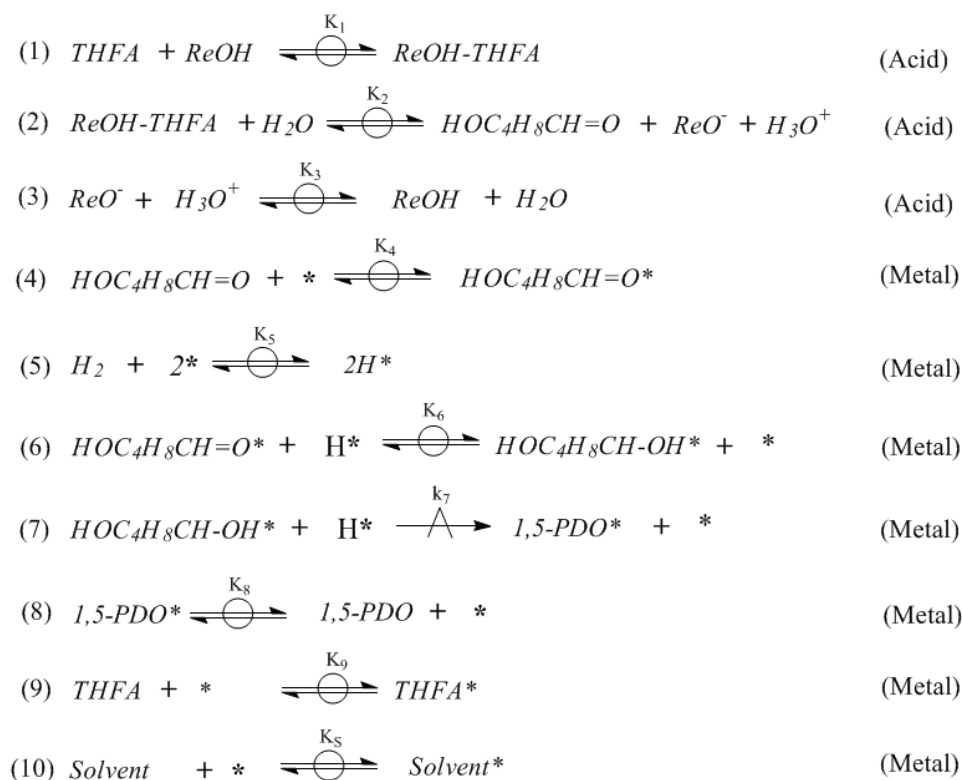 K₁
(1) THFA + ReOH ⇌ ReOH-THFA (Acid)
K₂
(2) ReOH-THFA + H₂O ⇌ HOC₄H₈CH=O + ReO⁻ + H₃O⁺ (Acid)
K₃
(3) ReO⁻ + H₃O⁺ ⇌ ReOH + H₂O (Acid)
K₄
(4) HOC₄H₈CH=O + * ⇌ HOC₄H₈CH=O* (Metal)
K₅
(5) H₂ + 2* ⇌ 2H* (Metal)
K₆
(6) HOC₄H₈CH=O* + H* ⇌ HOC₄H₈CH-OH* + * (Metal)
k₇
(7) HOC₄H₈CH-OH* + H* → 1,5-PDO* + * (Metal)
K₈
(8) 1,5-PDO* ⇌ 1,5-PDO + * (Metal)
K₉
(9) THFA + * ⇌ THFA* (Metal)
Kₛ
(10) Solvent + * ⇌ Solvent* (Metal)